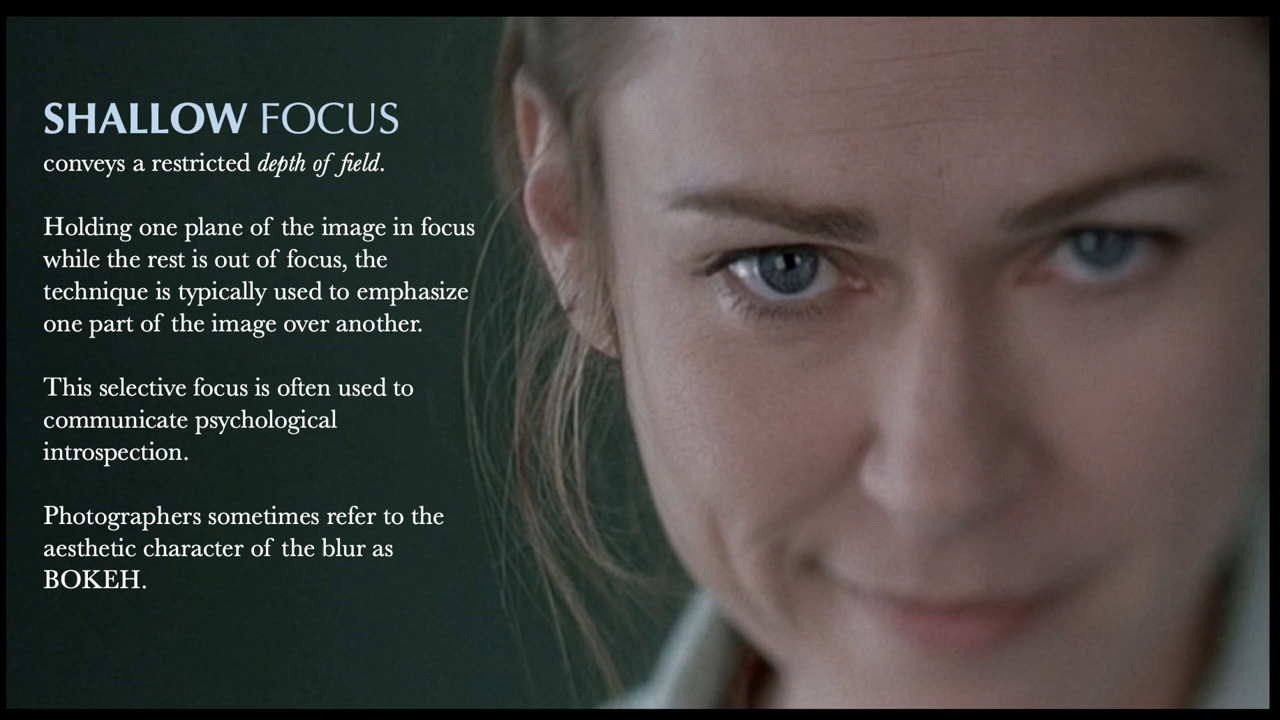 SHALLOW FOCUS
conveys a restricted depth of field.
Holding one plane of the image in focus
while the rest is out of focus, the
technique is typically used to emphasize
one part of the image over another.
This selective focus is often used to
communicate psychological
introspection.
Photographers sometimes refer to the
aesthetic character of the blur as
BOKEH.